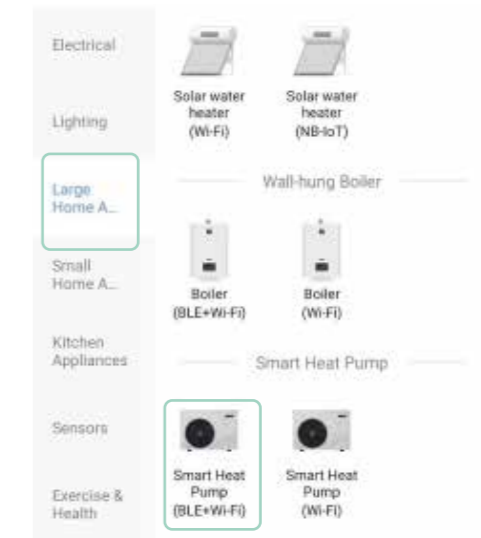 Electrical
Lighting
Large
Home A...
Small
Home A...
Kitchen
Appliances
Sensors
Exercise &
Health
Solar water
heater
(Wi-Fi)
Solar water
heater
(NB-IoT)
Wall-hung Boiler
Boiler
(BLE+Wi-Fi)
Boiler
(Wi-Fi)
Smart Heat Pump
Smart Heat
Pump
(BLE+Wi-Fi)
Smart Heat
Pump
(Wi-Fi)